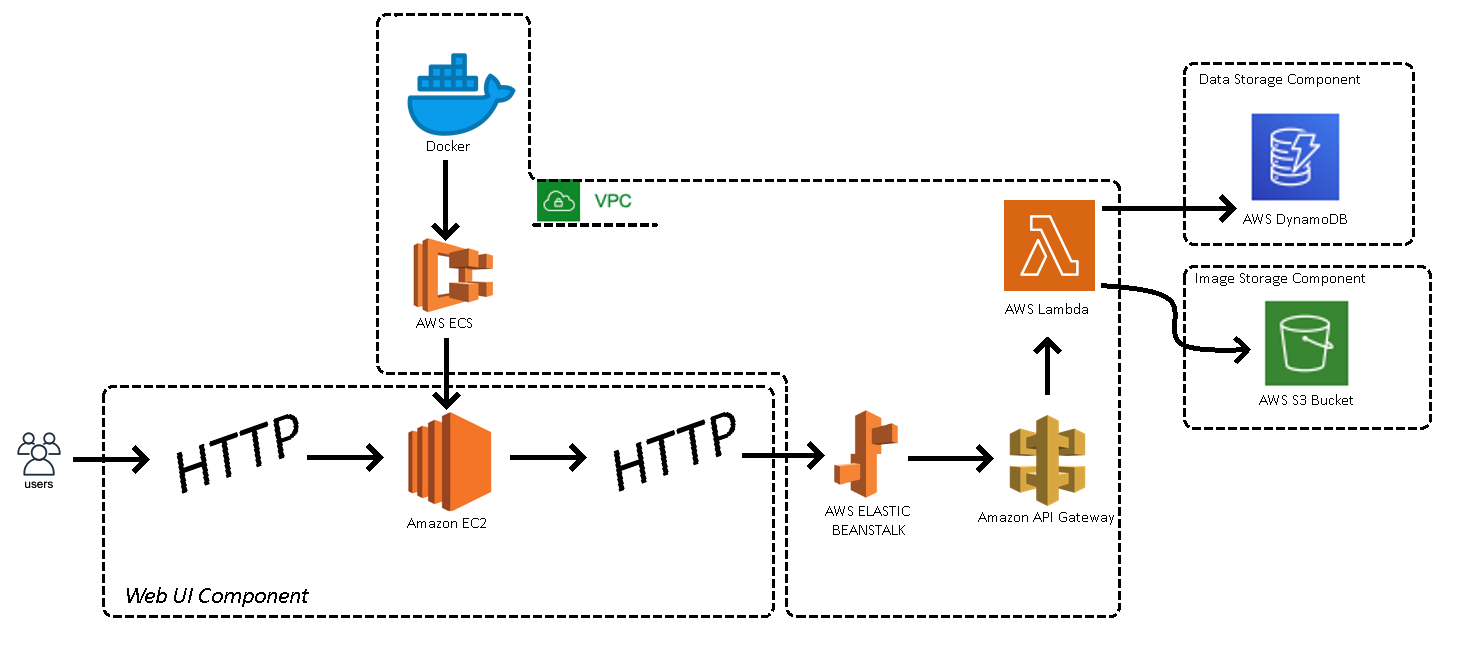 Docker
AWS ECS
VPC
Data Storage Component
AWS DynamoDB
Image Storage Component
AWS S3 Bucket
AWS Lambda
users
HTTP
Amazon EC2
HTTP
AWS ELASTIC
BEANSTALK
Amazon API Gateway
Web UI Component